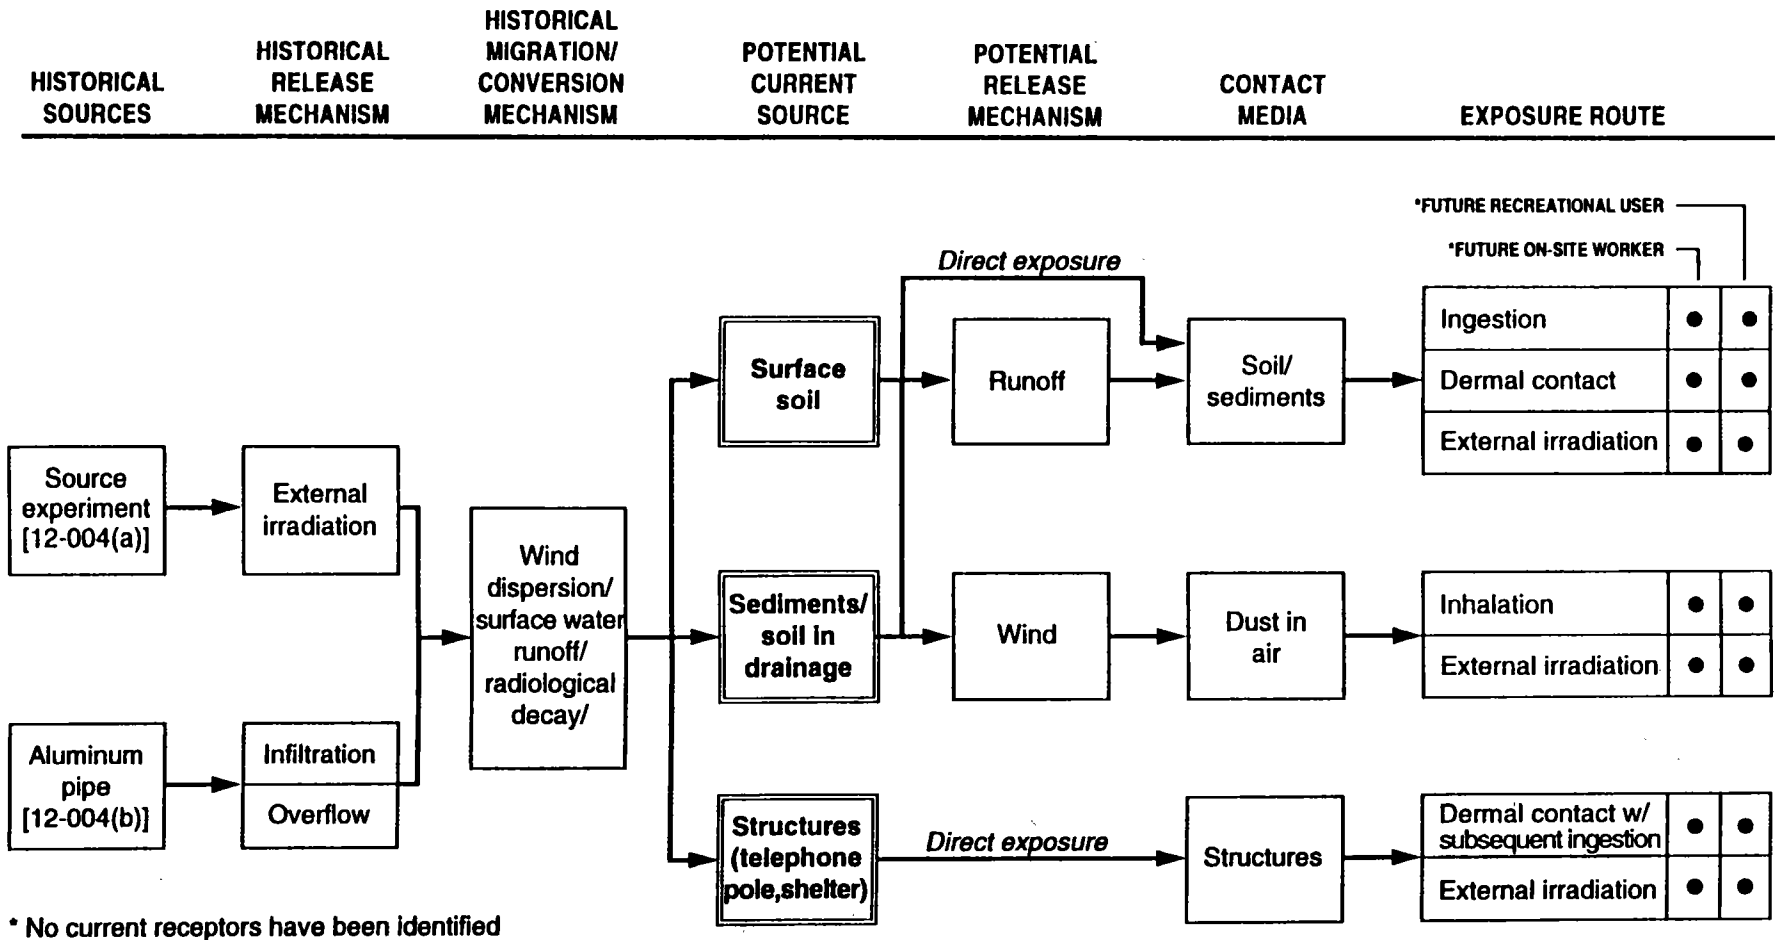 HISTORICAL
SOURCES
HISTORICAL
RELEASE
MECHANISM
HISTORICAL
MIGRATION/
CONVERSION
MECHANISM
POTENTIAL
CURRENT
SOURCE
POTENTIAL
RELEASE
MECHANISM
CONTACT
MEDIA
EXPOSURE ROUTE
*FUTURE RECREATIONAL USER
*FUTURE ON-SITE WORKER
Source
experiment
[12-004(a)]
External
irradiation
Aluminum
pipe
[12-004(b)]
Infiltration
Overflow
Wind
dispersion/
surface water
runoff/
radiological
decay/
Surface
soil
Sediments/
soil in
drainage
Structures
(telephone
pole,shelter)
Direct exposure
Runoff
Wind
Direct exposure
Soil/
sediments
Dust in
air
Structures
Ingestion
Dermal contact
External irradiation
Inhalation
External irradiation
Dermal contact w/
subsequent ingestion
External irradiation
* No current receptors have been identified